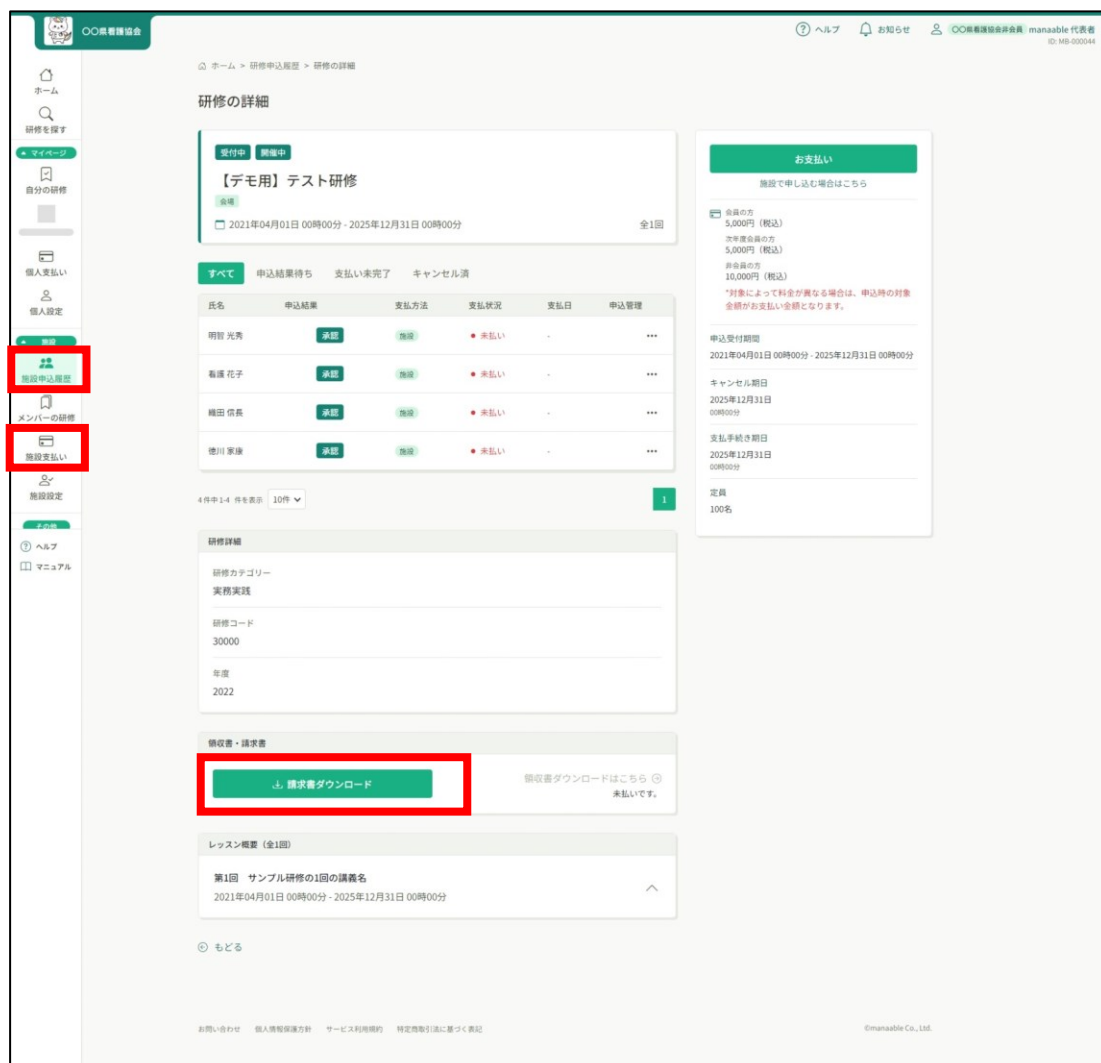 〇〇県看護協会
ヘルプ
お知らせ
〇〇県看護協会非会員 manaable 代表者
ID: MB-000044
ホーム
研修を探す
マイページ
自分の研修
個人支払い
個人設定
施設
施設申込履歴
メンバーの研修
施設支払い
施設設定
その他
ヘルプ
マニュアル
ホーム > 研修申込履歴 > 研修の詳細
研修の詳細
受付中 開催中
【デモ用】テスト研修
会場
2021年04月01日 00時00分 - 2025年12月31日 00時00分 全1回
すべて 申込結果待ち 支払い未完了 キャンセル済
氏名 申込結果 支払方法 支払状況 支払日 申込管理
明智 光秀 承認 施設 未払い - •••
看護 花子 承認 施設 未払い - •••
織田 信長 承認 施設 未払い - •••
徳川 家康 承認 施設 未払い - •••
4件中 1-4 件を表示 10件 1
研修詳細
研修カテゴリー
実務実践
研修コード
30000
年度
2022
領収書・請求書
請求書ダウンロード
領収書ダウンロードはこちら
未払いです。
レッスン概要（全1回）
第1回 サンプル研修の1回の講義名
2021年04月01日 00時00分 - 2025年12月31日 00時00分
もどる
お支払い
施設で申し込む場合はこちら
会員の方
5,000円（税込）
次年度会員の方
5,000円（税込）
非会員の方
10,000円（税込）
*対象によって料金が異なる場合は、申込時の対象
金額がお支払い金額となります。
申込受付期間
2021年04月01日 00時00分 - 2025年12月31日 00時00分
キャンセル期日
2025年12月31日
00時00分
支払手続き期日
2025年12月31日
00時00分
定員
100名
お問い合わせ 個人情報保護方針 サービス利用規約 特定商取引法に基づく表記
©manaable Co., Ltd.